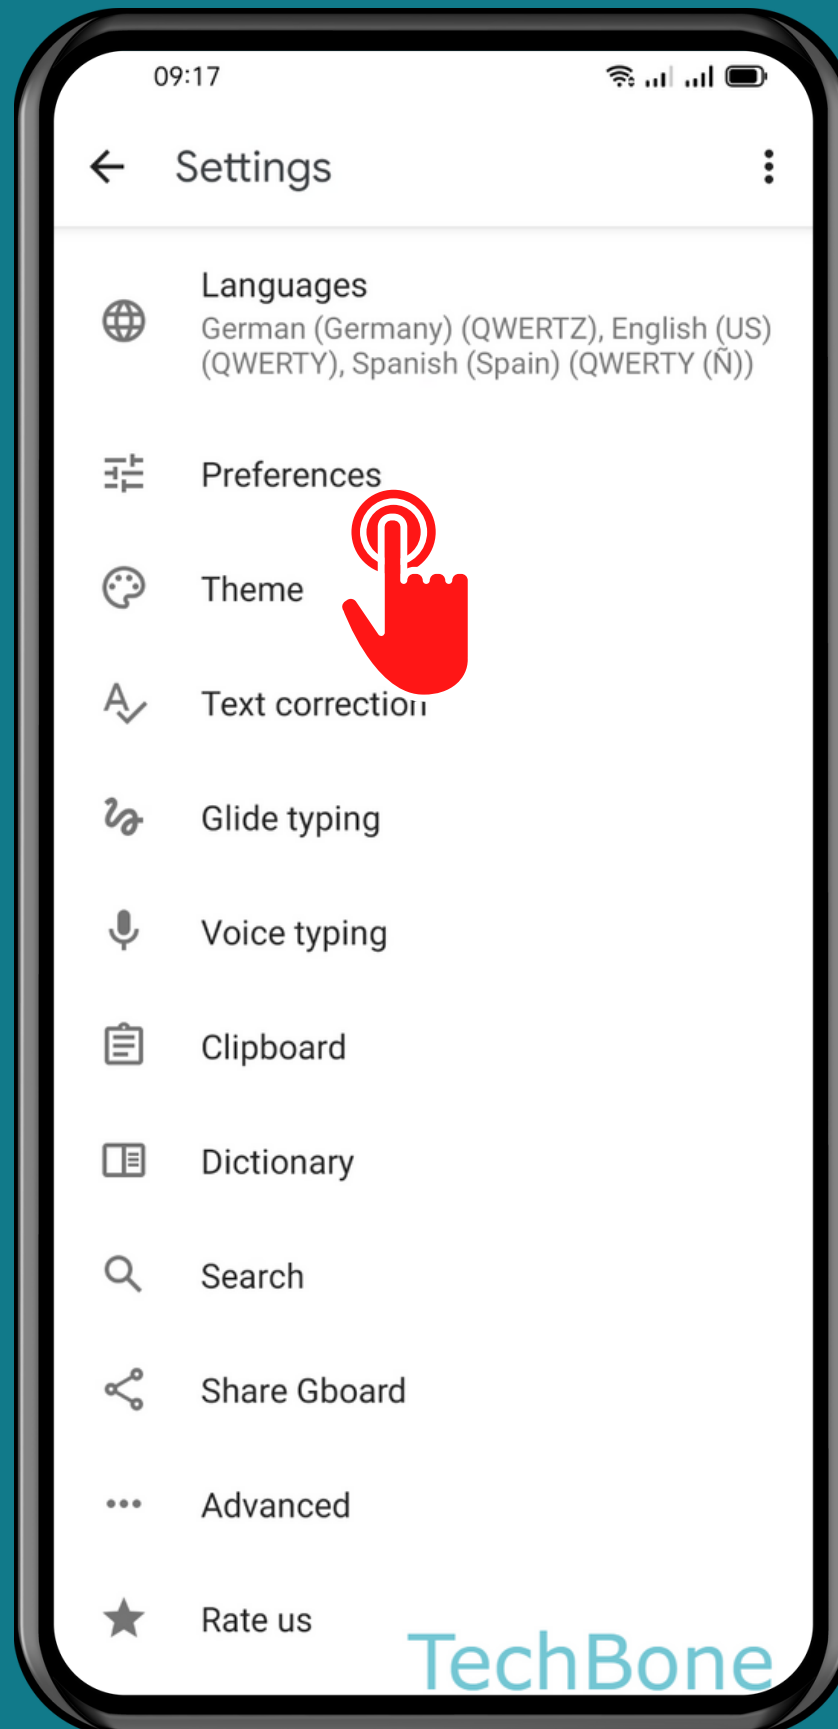 09:17
Settings
Languages
German (Germany) (QWERTZ), English (US)
(QWERTY), Spanish (Spain) (QWERTY (Ñ))
Preferences
Theme
Text correction
Glide typing
Voice typing
Clipboard
Dictionary
Search
Share Gboard
Advanced
Rate us
TechBone